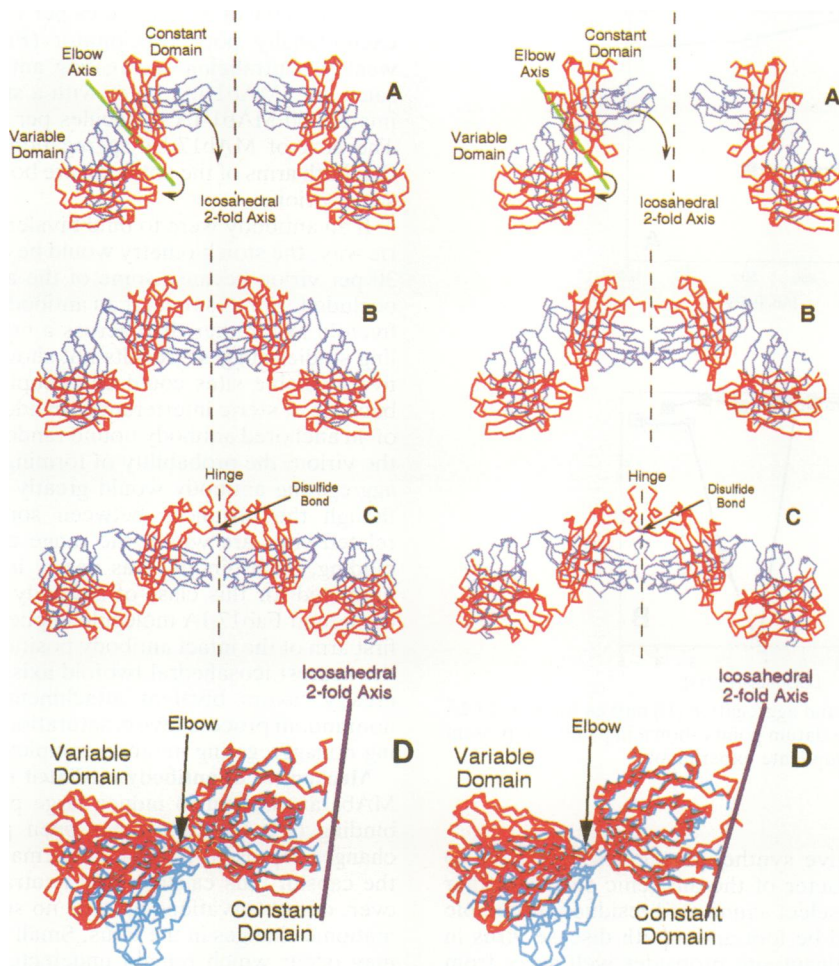 Constant
Domain
Elbow
Axis
A
Variable
Domain
Icosahedral
2-fold Axis
B
Hinge
Disulfide
Bond
C
Icosahedral
2-fold Axis
Elbow
Variable
Domain
D
Constant
Domain
Constant
Domain
Elbow
Axis
A
Variable
Domain
Icosahedral
2-fold Axis
B
Hinge
Disulfide
Bond
C
Icosahedral
2-fold Axis
Elbow
Variable
Domain
D
Constant
Domain